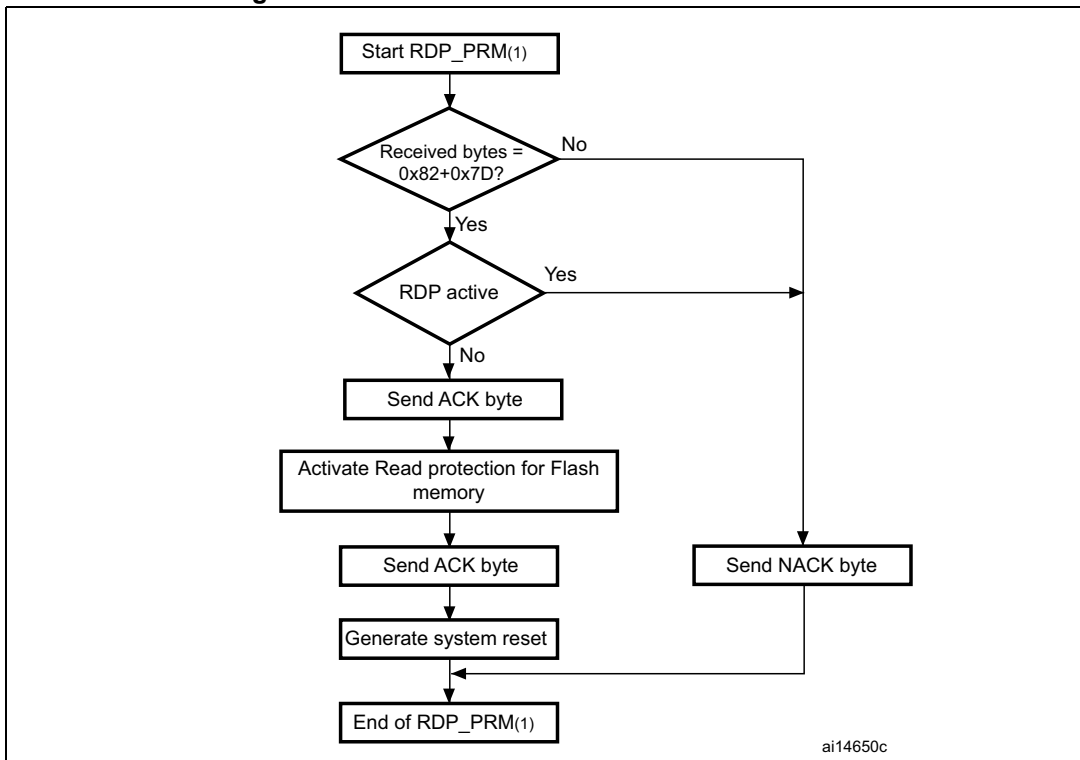 Start RDP_PRM(1)
Received bytes =
0x82+0x7D?
No
Yes
RDP active
Yes
No
Send ACK byte
Activate Read protection for Flash
memory
Send ACK byte
Send NACK byte
Generate system reset
End of RDP_PRM(1)
ai14650c